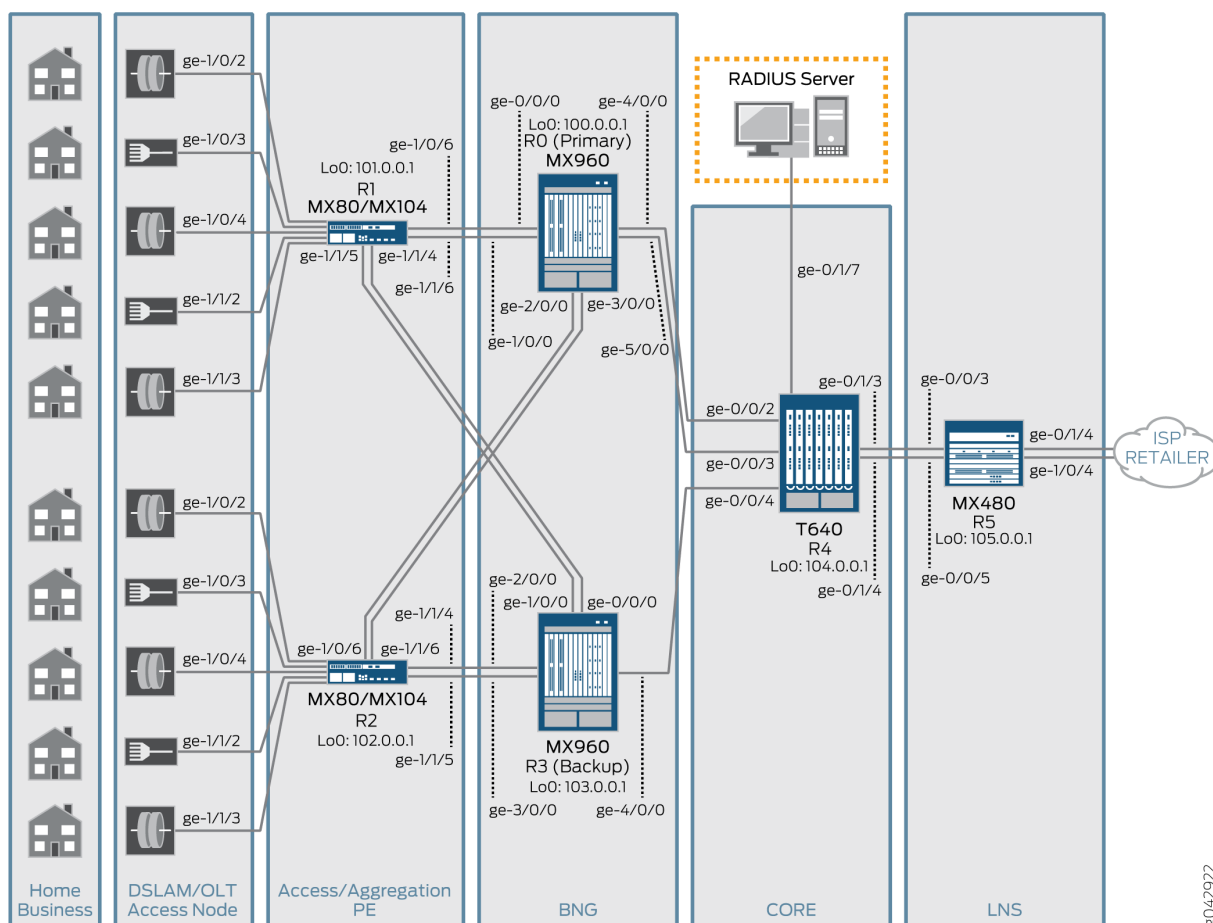 RADIUS Server
ge-1/0/2
ge-1/0/3
ge-1/0/4
ge-1/1/2
ge-1/1/3
Lo0: 101.0.0.1
R1
MX80/MX104
ge-1/0/6
ge-1/1/5
ge-1/1/4
ge-1/1/6
ge-0/0/0
ge-4/0/0
Lo0: 100.0.0.1
R0 (Primary)
MX960
ge-2/0/0
ge-3/0/0
ge-1/0/0
ge-5/0/0
ge-0/1/7
ge-0/0/2
ge-0/0/3
ge-0/0/4
ge-0/1/3
T640
R4
Lo0: 104.0.0.1
ge-0/1/4
ge-0/0/3
MX480
R5
Lo0: 105.0.0.1
ge-0/0/5
ge-0/1/4
ge-1/0/4
ISP
RETAILER
ge-1/0/2
ge-1/0/3
ge-1/0/4
ge-1/1/2
ge-1/1/3
ge-1/1/4
ge-1/0/6
ge-1/1/6
MX80/MX104
R2
Lo0: 102.0.0.1
ge-1/1/5
ge-2/0/0
ge-1/0/0
ge-0/0/0
MX960
R3 (Backup)
Lo0: 103.0.0.1
ge-3/0/0
ge-4/0/0
Home
Business
DSLAM/OLT
Access Node
Access/Aggregation
PE
BNG
CORE
LNS
g042922